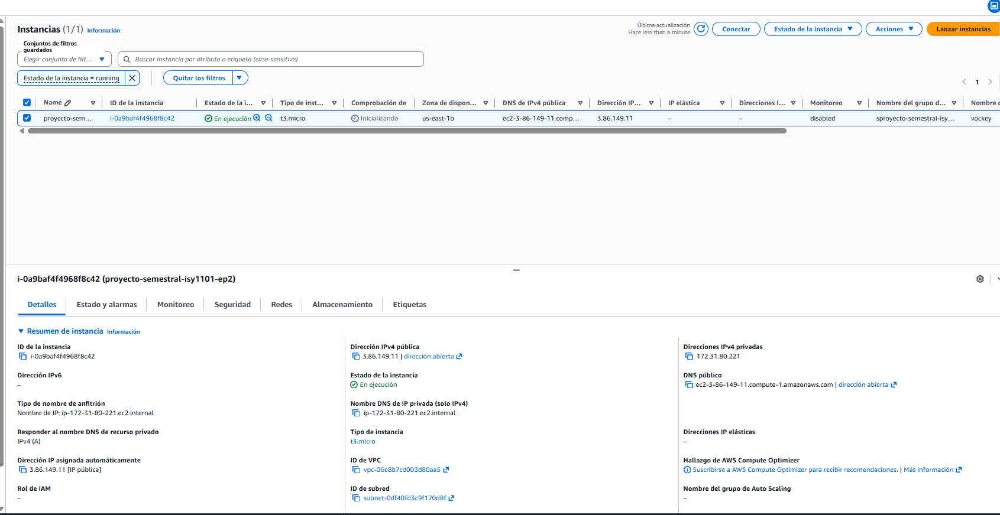 Instancias (1/1) Información
Última actualización
Hace less than a minute
Conectar
Estado de la instancia
Acciones
Lanzar instancias
Conjuntos de filtros
guardados
Elegir conjunto de filt...
Buscar Instancia por atributo o etiqueta (case-sensitive)
Estado de la instancia = running
Quitar los filtros
1
Name ID de la instancia Estado de la i... Tipo de inst... Comprobación de Zona de dispon... DNS de IPv4 pública Dirección IP... IP elástica Direcciones I... Monitoreo Nombre del grupo d... Nombre
proyecto-sem... i-0a9baf4f4968f8c42 En ejecución t3.micro Inicializando us-east-1b ec2-3-86-149-11.comp... 3.86.149.11 – – disabled sproyecto-semestral-isy... vockey
i-0a9baf4f4968f8c42 (proyecto-semestral-isy1101-ep2)
Detalles Estado y alarmas Monitoreo Seguridad Redes Almacenamiento Etiquetas
Resumen de instancia Información
ID de la instancia
i-0a9baf4f4968f8c42
Dirección IPv4 pública
3.86.149.11 | dirección abierta
Direcciones IPv4 privadas
172.31.80.221
Dirección IPv6
–
Estado de la instancia
En ejecución
DNS público
ec2-3-86-149-11.compute-1.amazonaws.com | dirección abierta
Tipo de nombre de anfitrión
Nombre de IP: ip-172-31-80-221.ec2.internal
Nombre DNS de IP privada (solo IPv4)
ip-172-31-80-221.ec2.internal
Responder al nombre DNS de recurso privado
IPv4 (A)
Tipo de instancia
t3.micro
Direcciones IP elásticas
–
Dirección IP asignada automáticamente
3.86.149.11 [IP pública]
ID de VPC
vpc-06e8b7cd003d80aa5
Hallazgo de AWS Compute Optimizer
Suscribirse a AWS Compute Optimizer para recibir recomendaciones. | Más información
Rol de IAM
–
ID de subred
subnet-0df40fd3c9f170d8f
Nombre del grupo de Auto Scaling
–